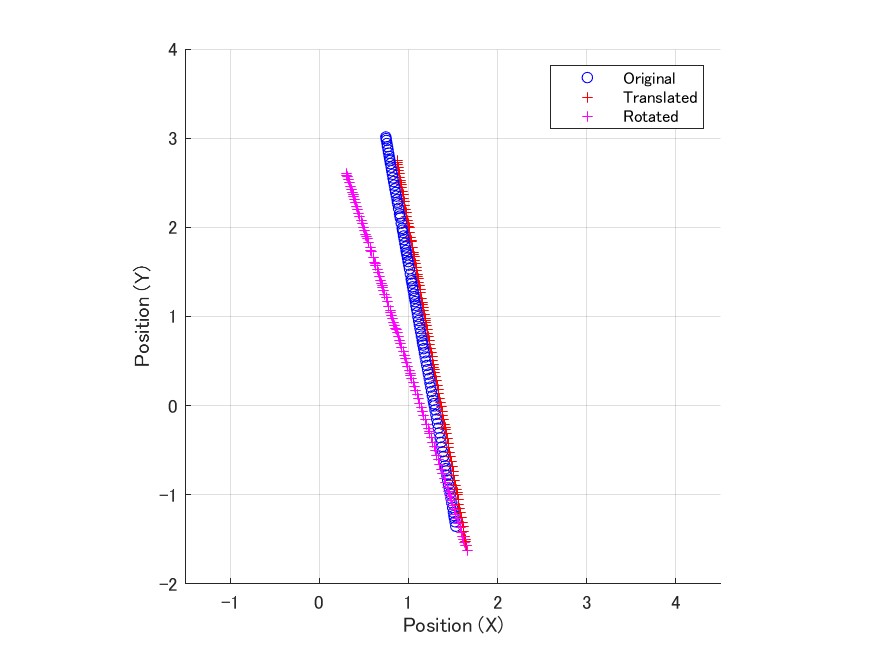 4
3
2
1
0
−1
−2
−1
0
1
2
3
4
Position (X)
Position (Y)
Original
Translated
Rotated